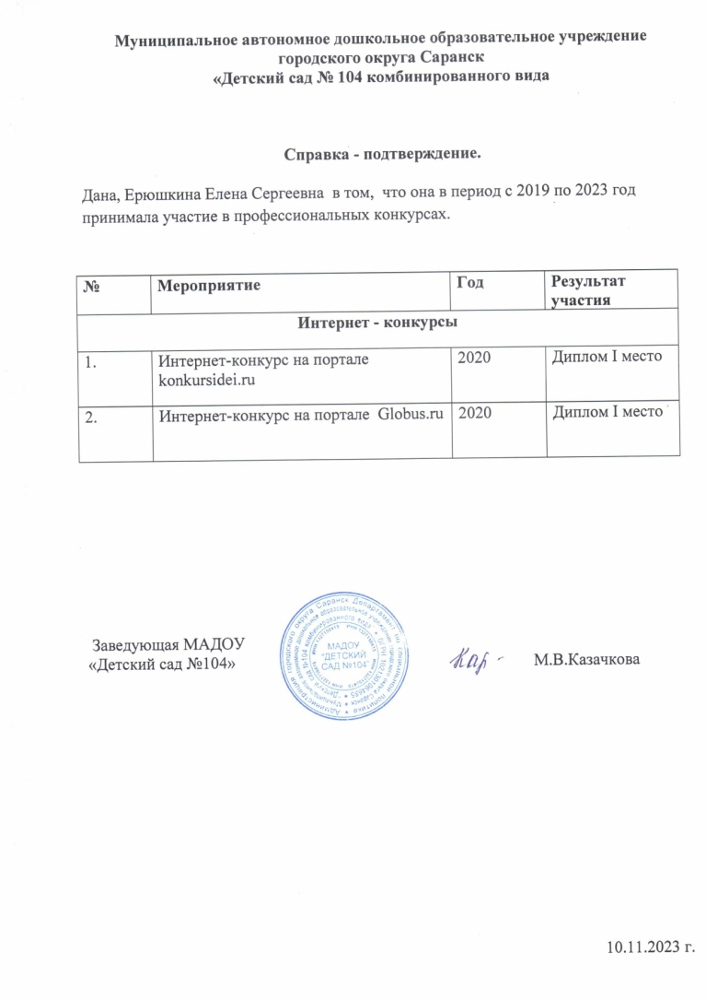 Муниципальное автономное дошкольное образовательное учреждение
городского округа Саранск
«Детский сад № 104 комбинированного вида
Справка - подтверждение.
Дана, Ерюшкина Елена Сергеевна в том, что она в период с 2019 по 2023 год
принимала участие в профессиональных конкурсах.
№ Мероприятие Год Результат
участия
Интернет - конкурсы
1. Интернет-конкурс на портале 2020 Диплом I место
konkursidei.ru
2. Интернет-конкурс на портале Globus.ru 2020 Диплом I место
Заведующая МАДОУ
«Детский сад №104»
МАДОУ
"ДЕТСКИЙ
САД №104"
М.В.Казачкова
10.11.2023 г.